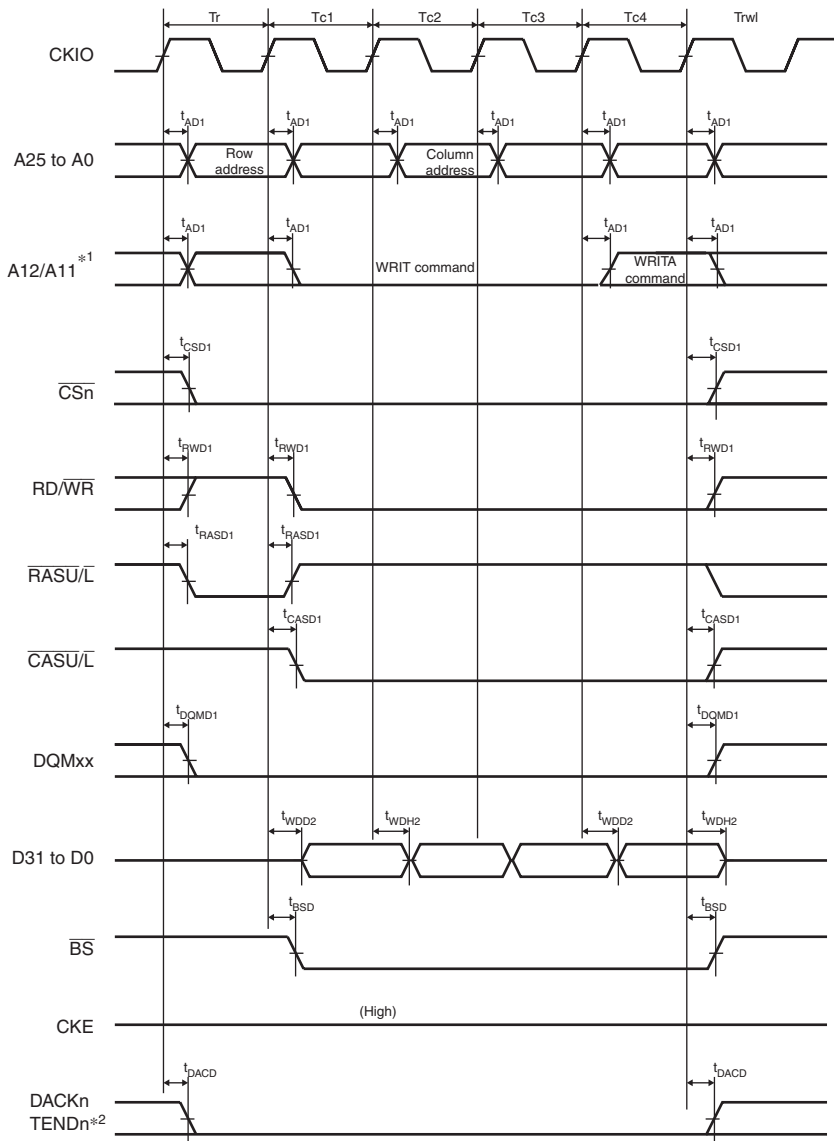 Tr Tc1 Tc2 Tc3 Tc4 Trwl
CKIO
tAD1 tAD1 tAD1 tAD1 tAD1 tAD1
A25 to A0
Row
address
Column
address
tAD1 tAD1 tAD1 tAD1
A12/A11*1
WRIT command
WRITA
command
tCSD1 tCSD1
CSn
tRWD1 tRWD1 tRWD1
RD/WR
tRASD1 tRASD1
RASU/L
tCASD1 tCASD1
CASU/L
tDQMD1 tDQMD1
DQMxx
tWDD2 tWDH2 tWDD2 tWDH2
D31 to D0
tBSD tBSD
BS
(High)
CKE
tDACD tDACD
DACKn
TENDn*2